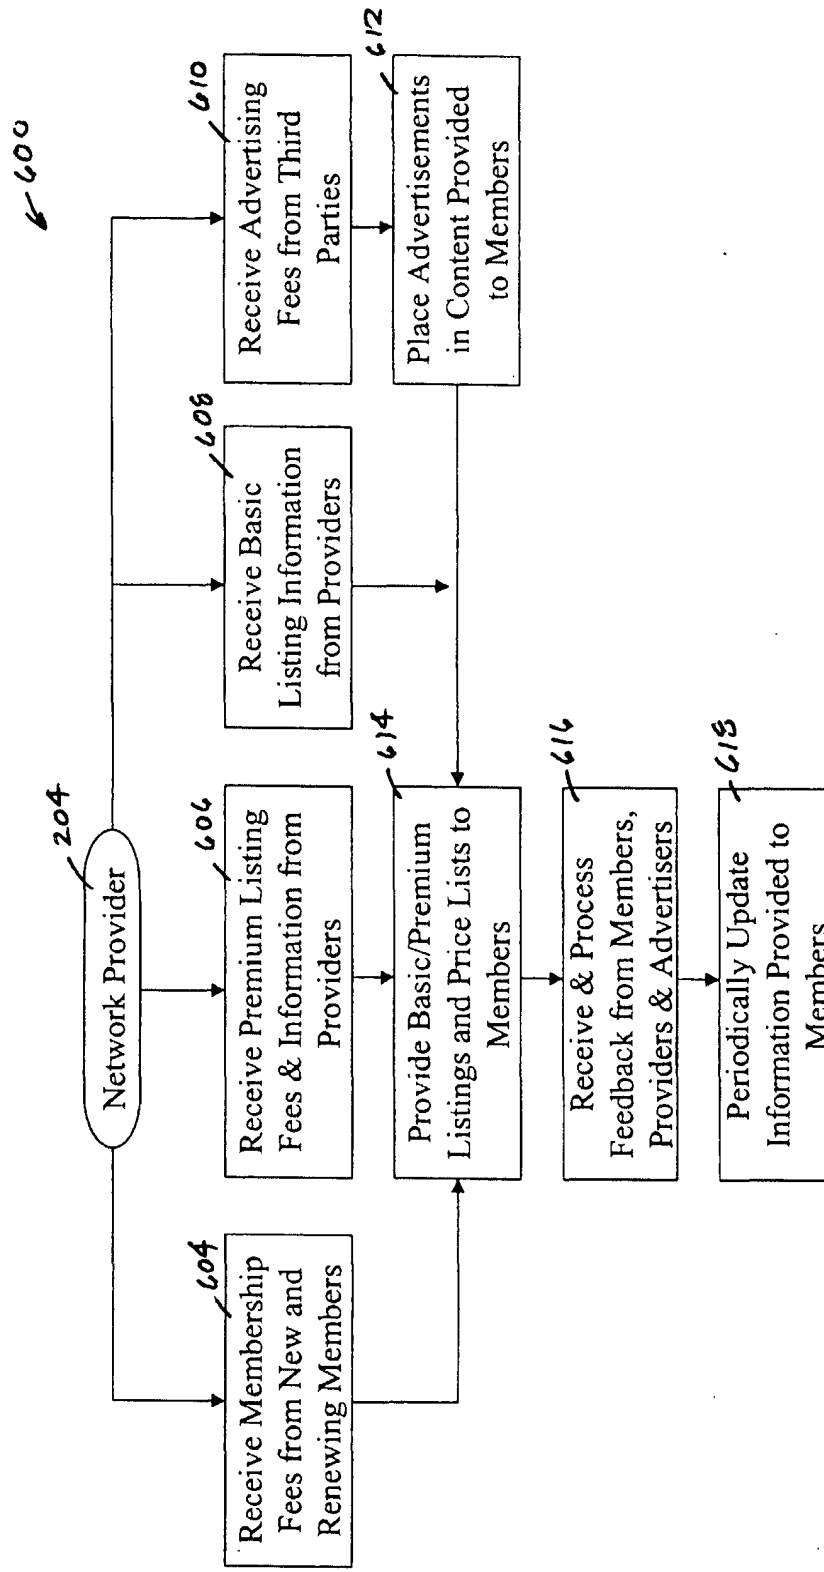 600
204
Network Provider
604
Receive Membership
Fees from New and
Renewing Members
606
Receive Premium Listing
Fees & Information from
Providers
608
Receive Basic
Listing Information
from Providers
610
Receive Advertising
Fees from Third
Parties
612
Place Advertisements
in Content Provided
to Members
614
Provide Basic/Premium
Listings and Price Lists to
Members
616
Receive & Process
Feedback from Members,
Providers & Advertisers
618
Periodically Update
Information Provided to
Members